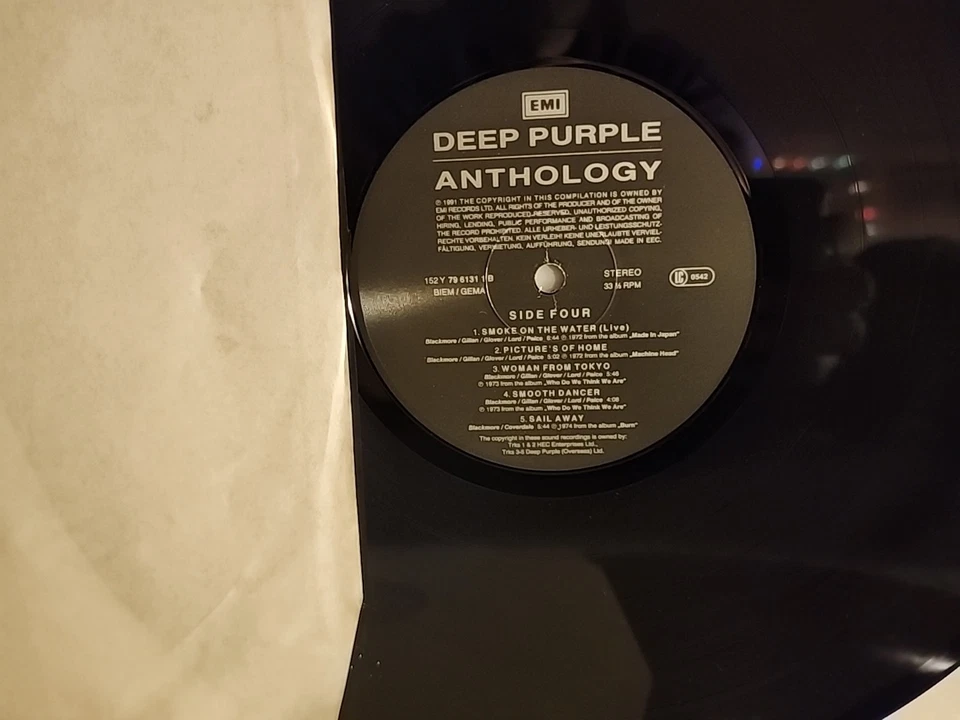 EMI
DEEP PURPLE
ANTHOLOGY
℗ 1991 THE COPYRIGHT IN THIS COMPILATION IS OWNED BY
EMI RECORDS LTD. ALL RIGHTS OF THE PRODUCER AND OF THE OWNER
OF THE WORK REPRODUCED RESERVED. UNAUTHORIZED COPYING,
HIRING, LENDING, PUBLIC PERFORMANCE AND BROADCASTING OF
THE RECORD PROHIBITED. ALLE URHEBER- UND LEISTUNGSSCHUTZ-
RECHTE VORBEHALTEN. KEIN VERLEIH! KEINE UNERLAUBTE VERVIEL-
FÄLTIGUNG, VERMIETUNG, AUFFÜHRUNG, SENDUNG! MADE IN EEC.
152 Y 79 6131 1 B
BIEM / GEMA
STEREO
33 ⅓ RPM
LC 0542
SIDE FOUR
1. SMOKE ON THE WATER (Live)
Blackmore / Gillan / Glover / Lord / Paice 6:44 ℗ 1972 from the album „Made In Japan"
2. PICTURE'S OF HOME
Blackmore / Gillan / Glover / Lord / Paice 5:02 ℗ 1972 from the album „Machine Head"
3. WOMAN FROM TOKYO
Blackmore / Gillan / Glover / Lord / Paice 5:48
℗ 1973 from the album „Who Do We Think We Are"
4. SMOOTH DANCER
Blackmore / Gillan / Glover / Lord / Paice 4:08
℗ 1973 from the album „Who Do We Think We Are"
5. SAIL AWAY
Blackmore / Coverdale 5:44 ℗ 1974 from the album „Burn"
The copyright in these sound recordings is owned by:
Trks 1 & 2 HEC Enterprises Ltd.,
Trks 3-5 Deep Purple (Overseas) Ltd.